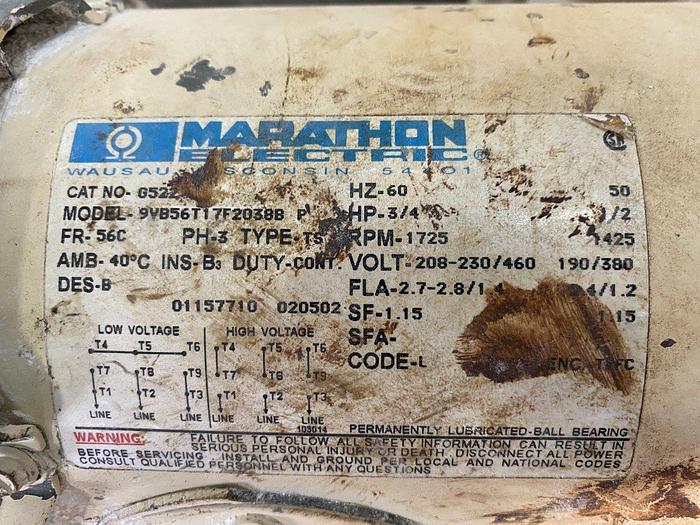 MARATHON
ELECTRIC®
WAUSAU WISCONSIN 54401
CAT NO- HZ-60 50
MODEL- 9VB56T17F2038B P HP-3/4 1/2
FR- 56C PH-3 TYPE- RPM-1725 1425
AMB- 40°C INS-B3 DUTY-CONT. VOLT-208-230/460 190/380
DES-B FLA-2.7-2.8/1.4 /1.2
01157710 020502 SF-1.15 1.15
SFA-
CODE-L ENC.
LOW VOLTAGE HIGH VOLTAGE
T4 T5 T6 T4 T5 T6
T7 T8 T9 T7 T8 T9
T1 T2 T3 T1 T2 T3
LINE LINE LINE LINE LINE LINE
103014
PERMANENTLY LUBRICATED-BALL BEARING
WARNING: FAILURE TO FOLLOW ALL SAFETY INFORMATION CAN RESULT IN
SERIOUS PERSONAL INJURY OR DEATH. DISCONNECT ALL POWER
BEFORE SERVICING. INSTALL AND GROUND PER LOCAL AND NATIONAL CODES
CONSULT QUALIFIED PERSONNEL WITH ANY QUESTIONS